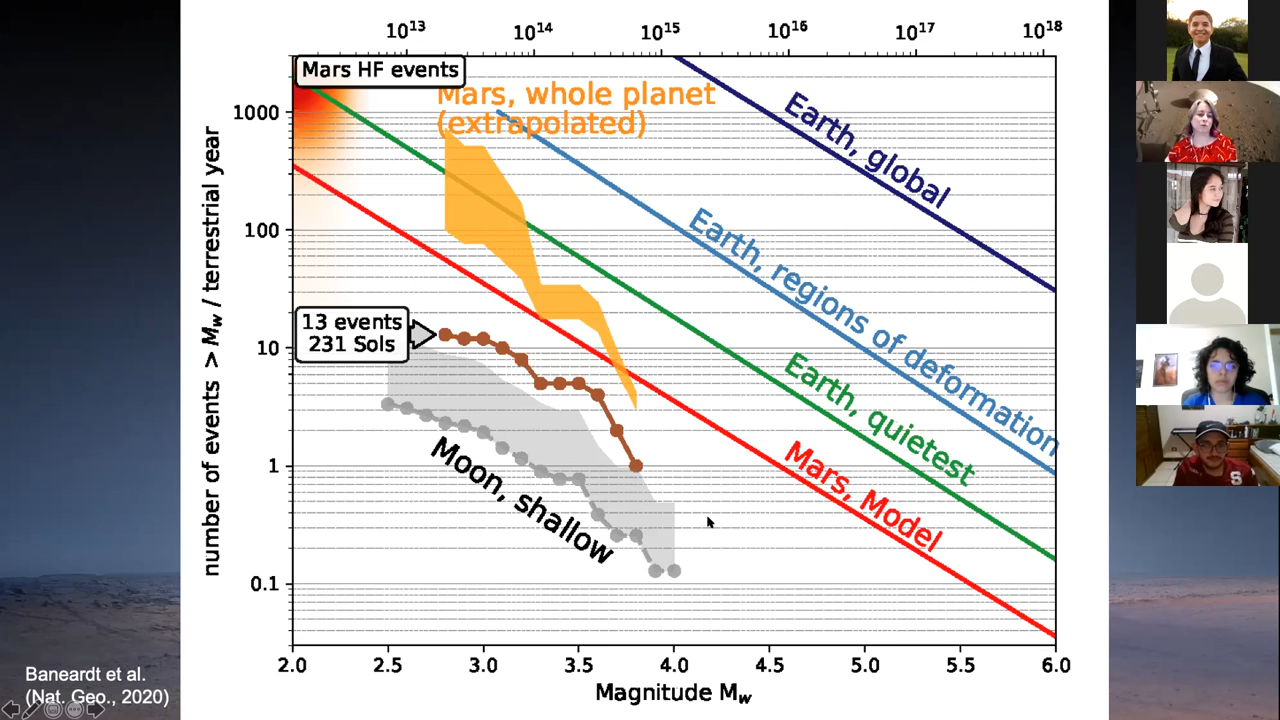 10¹³ 10¹⁴ 10¹⁵ 10¹⁶ 10¹⁷ 10¹⁸
Mars HF events
Mars, whole planet
(extrapolated)
Earth, global
Earth, regions of deformation
Earth, quietest
Mars, Model
13 events
231 Sols
Moon, shallow
number of events > Mw / terrestrial year
1000
100
10
1
0.1
2.0 2.5 3.0 3.5 4.0 4.5 5.0 5.5 6.0
Magnitude Mw
Baneardt et al.
(Nat. Geo., 2020)